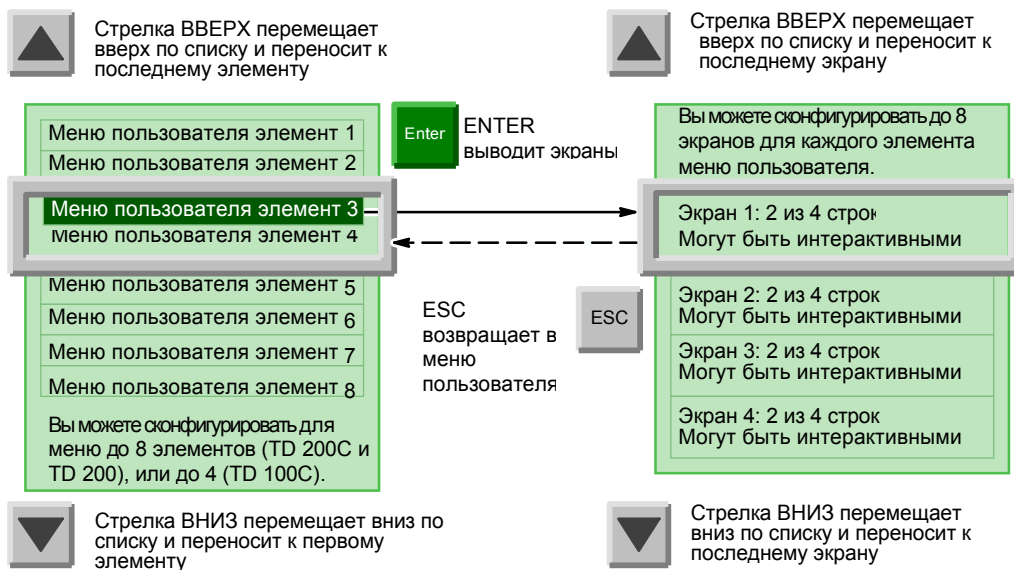 Стрелка ВВЕРХ перемещает
вверх по списку и переносит к
последнему элементу
Стрелка ВВЕРХ перемещает
вверх по списку и переносит к
последнему экрану
Меню пользователя элемент 1
Меню пользователя элемент 2
Меню пользователя элемент 3
Меню пользователя элемент 4
Меню пользователя элемент 5
Меню пользователя элемент 6
Меню пользователя элемент 7
Меню пользователя элемент 8
Вы можете сконфигурировать для
меню до 8 элементов (TD 200C и
TD 200), или до 4 (TD 100C).
Enter
ENTER
выводит экраны
ESC
возвращает в
меню
пользователя
ESC
Вы можете сконфигурировать до 8
экранов для каждого элемента
меню пользователя.
Экран 1: 2 из 4 строк
Могут быть интерактивными
Экран 2: 2 из 4 строк
Могут быть интерактивными
Экран 3: 2 из 4 строк
Могут быть интерактивными
Экран 4: 2 из 4 строк
Могут быть интерактивными
Стрелка ВНИЗ перемещает вниз по
списку и переносит к первому
элементу
Стрелка ВНИЗ перемещает
вниз по списку и переносит к
последнему экрану